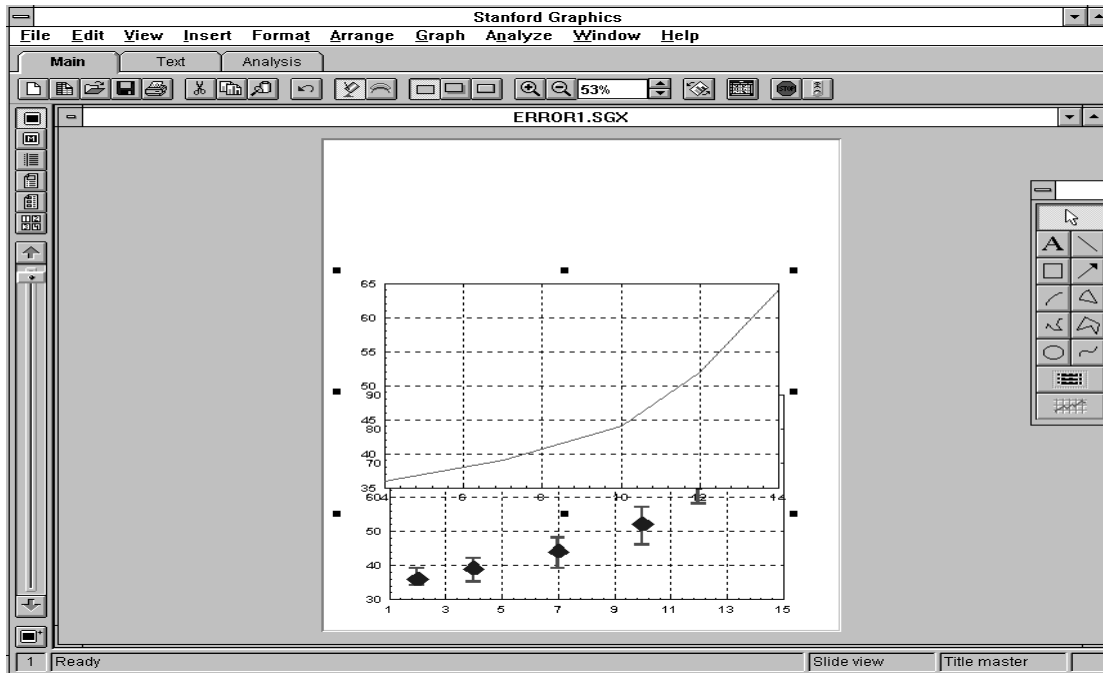 Stanford Graphics
File Edit View Insert Format Arrange Graph Analyze Window Help
Main Text Analysis
53%
STOP
ERROR1.SGX
A
65
60
55
50
90
45
80
40
70
35
4 6 8 10 12 14
60
50
40
30
1 3 5 7 9 11 13 15
1 Ready Slide view Title master